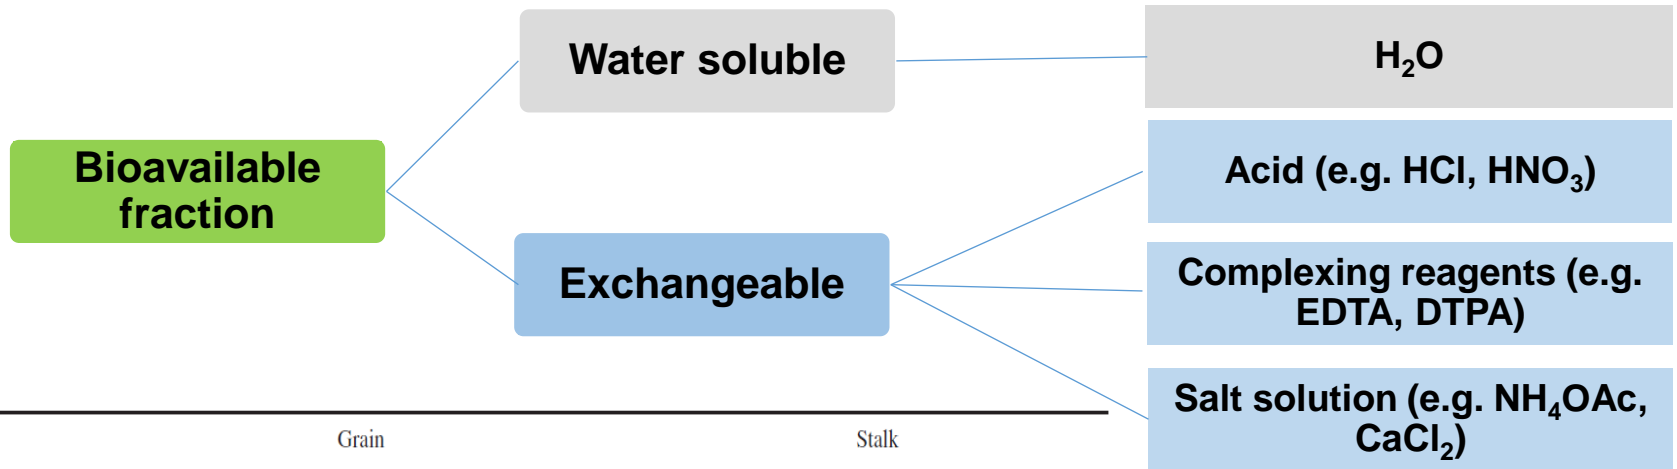 Bioavailable
fraction
Water soluble
Exchangeable
H₂O
Acid (e.g. HCl, HNO₃)
Complexing reagents (e.g.
EDTA, DTPA)
Salt solution (e.g. NH₄OAc,
CaCl₂)
Grain
Stalk